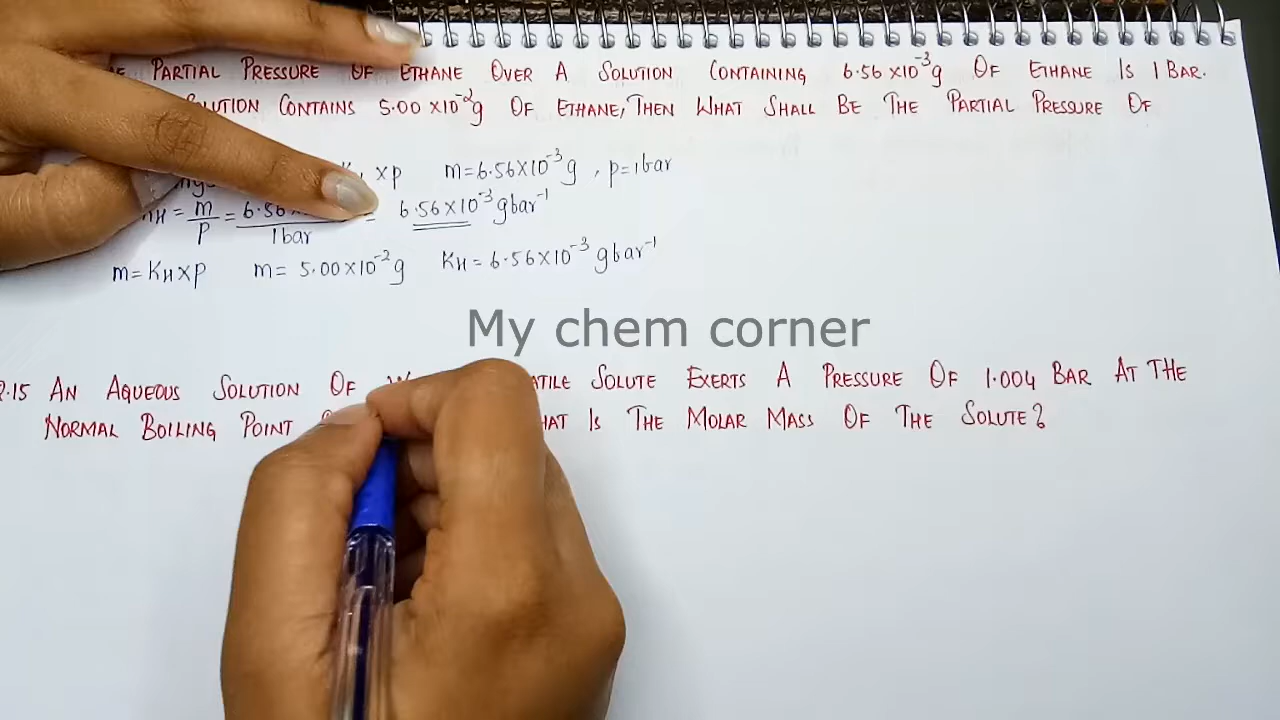 PARTIAL PRESSURE OF ETHANE OVER A SOLUTION CONTAINING 6.56 ×10⁻³g OF ETHANE IS 1 BAR.
SOLUTION CONTAINS 5.00 ×10⁻²g OF ETHANE, THEN WHAT SHALL BE THE PARTIAL PRESSURE OF
×p m = 6.56×10⁻³g , p = 1bar
KH = m/p = 6.56 ×/1bar = 6.56×10⁻³ gbar⁻¹
m = KH×p m = 5.00×10⁻²g KH = 6.56×10⁻³ gbar⁻¹
My chem corner
2.15 AN AQUEOUS SOLUTION OF SOLUTE EXERTS A PRESSURE OF 1.004 BAR AT THE
NORMAL BOILING POINT IS THE MOLAR MASS OF THE SOLUTE?